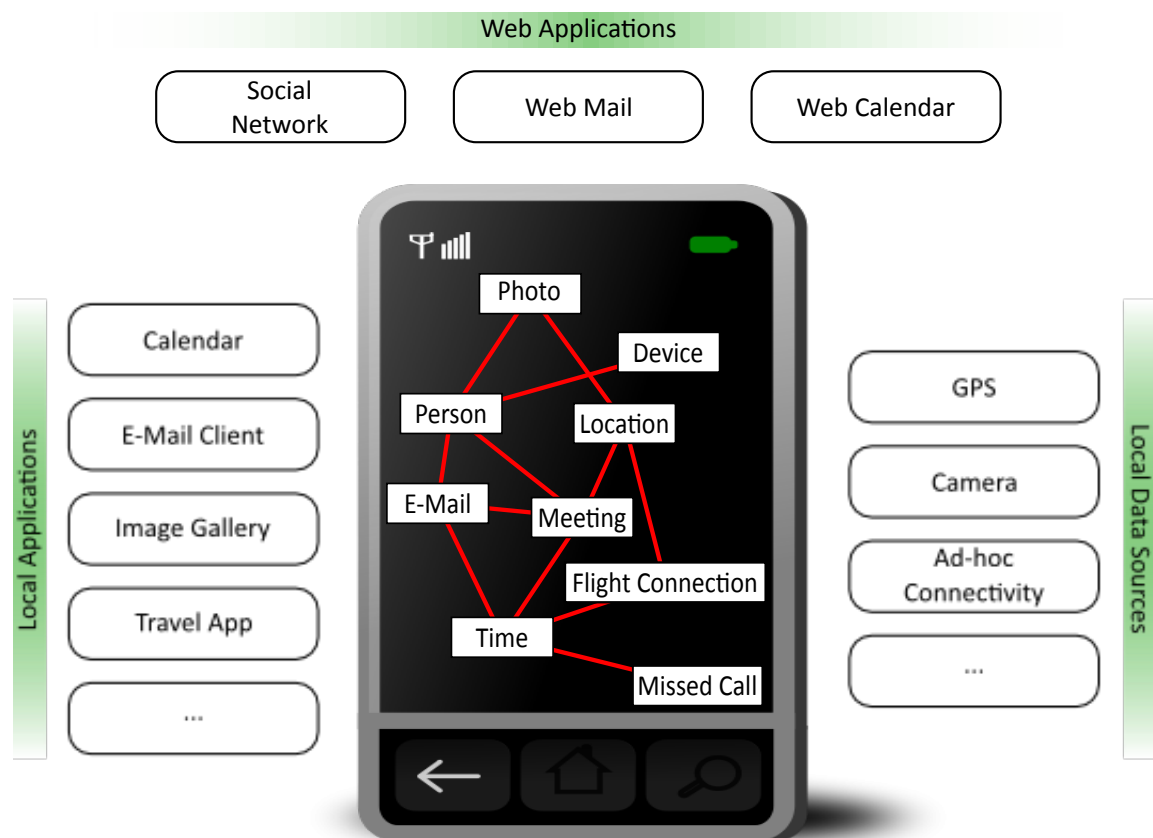 Web Applications
Social
Network
Web Mail
Web Calendar
Local Applications
Calendar
E-Mail Client
Image Gallery
Travel App
...
Photo
Device
Person
Location
E-Mail
Meeting
Flight Connection
Time
Missed Call
GPS
Camera
Ad-hoc
Connectivity
...
Local Data Sources